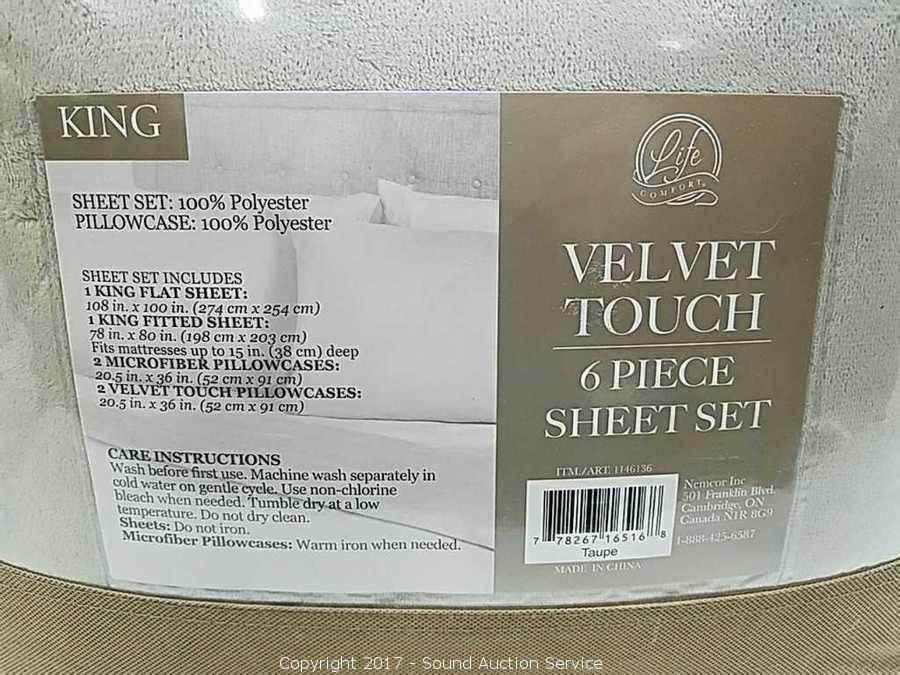 KING
SHEET SET: 100% Polyester
PILLOWCASE: 100% Polyester
SHEET SET INCLUDES
1 KING FLAT SHEET:
108 in. x 100 in. (274 cm x 254 cm)
1 KING FITTED SHEET:
78 in. x 80 in. (198 cm x 203 cm)
Fits mattresses up to 15 in. (38 cm) deep
2 MICROFIBER PILLOWCASES:
20.5 in. x 36 in. (52 cm x 91 cm)
2 VELVET TOUCH PILLOWCASES:
20.5 in. x 36 in. (52 cm x 91 cm)
CARE INSTRUCTIONS
Wash before first use. Machine wash separately in
cold water on gentle cycle. Use non-chlorine
bleach when needed. Tumble dry at a low
temperature. Do not dry clean.
Sheets: Do not iron.
Microfiber Pillowcases: Warm iron when needed.
Life
COMFORT
VELVET
TOUCH
6 PIECE
SHEET SET
ITM./ART. 1146136
7 78267 16516 8
Taupe
MADE IN CHINA
Nemcor Inc
501 Franklin Blvd.
Cambridge, ON
Canada N1R 8G9
1-888-425-6587
Copyright 2017 - Sound Auction Service